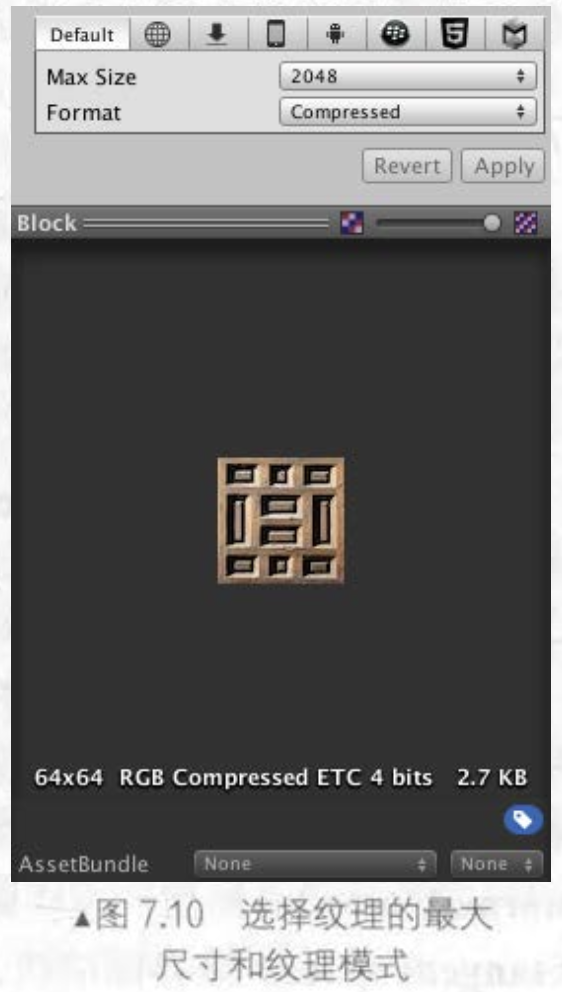 Default
Max Size 2048
Format Compressed
Revert Apply
Block
64x64 RGB Compressed ETC 4 bits 2.7 KB
AssetBundle None None
▲图 7.10 选择纹理的最大
尺寸和纹理模式